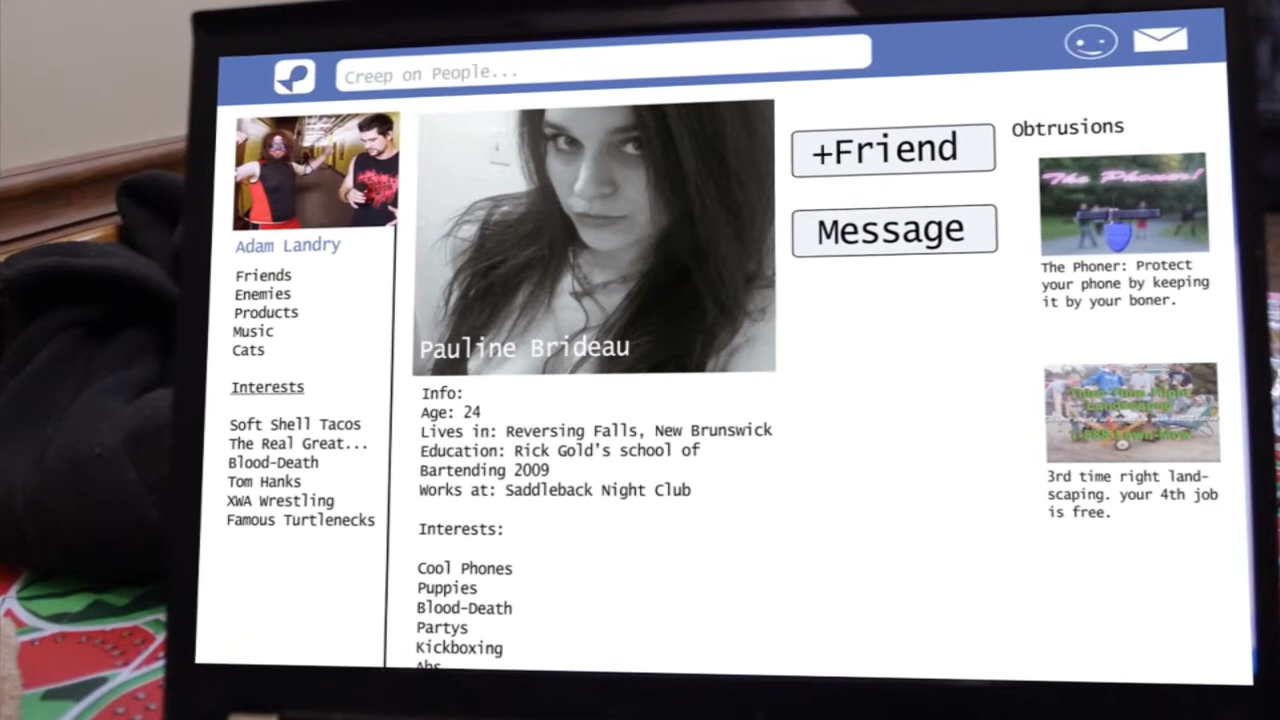 Creep on People...
Adam Landry
Friends
Enemies
Products
Music
Cats
Interests
Soft Shell Tacos
The Real Great...
Blood-Death
Tom Hanks
XWA Wrestling
Famous Turtlenecks
Pauline Brideau
Info:
Age: 24
Lives in: Reversing Falls, New Brunswick
Education: Rick Gold's school of
Bartending 2009
Works at: Saddleback Night Club
Interests:
Cool Phones
Puppies
Blood-Death
Partys
Kickboxing
Abs
+Friend
Message
Obtrusions
The Phoner!
The Phoner: Protect
your phone by keeping
it by your boner.
Time Right
Landscaping
3rd time right land-
scaping. your 4th job
is free.